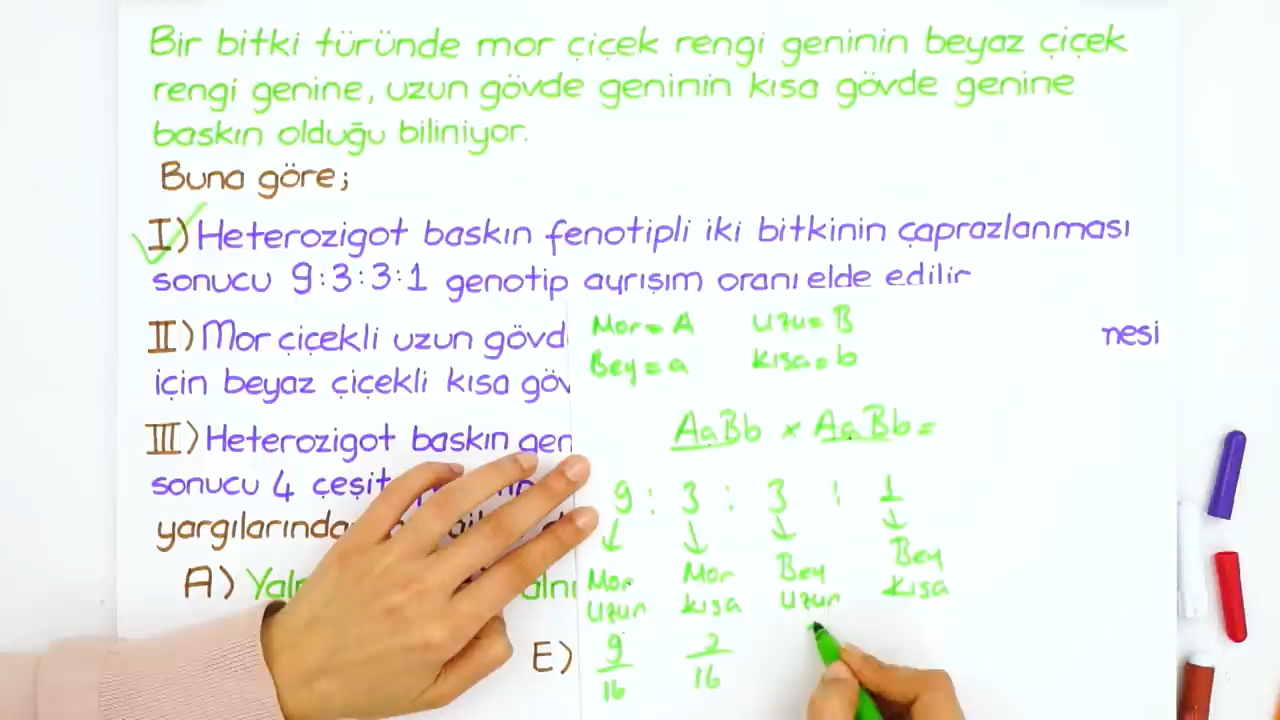 Bir bitki türünde mor çiçek rengi geninin beyaz çiçek
rengi genine, uzun gövde geninin kısa gövde genine
baskın olduğu biliniyor.
Buna göre;
I) Heterozigot baskın fenotipli iki bitkinin çaprazlanması
sonucu 9:3:3:1 genotip ayrışım oranı elde edilir
II) Mor çiçekli uzun gövd
nesi
için beyaz çiçekli kısa göv
III) Heterozigot baskın gen
sonucu 4 çeşit
yargılarında
A) Yaln
alnı
E)
Mor = A Uzu = B
Bey = a Kısa = b
AaBb × AaBb =
9 : 3 : 3 : 1
Mor Mor Bey Bey
Uzun kısa Uzun Kısa
9/16
16